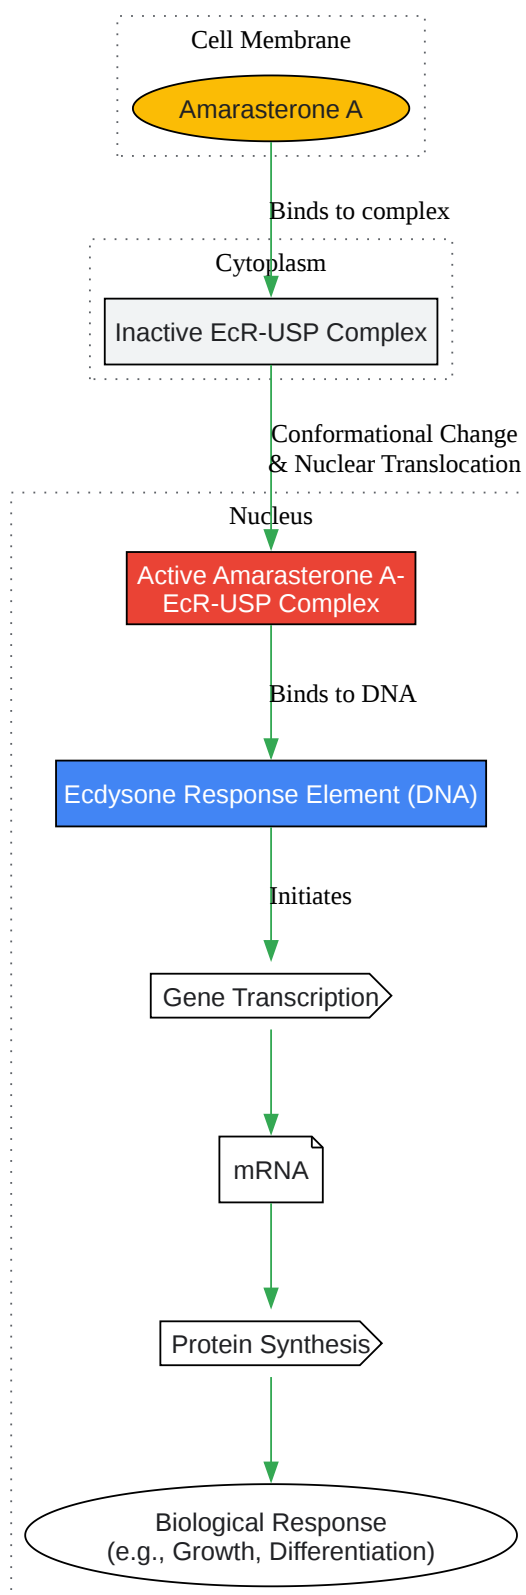 Cell Membrane
Amarasterone A
Binds to complex
Cytoplasm
Inactive EcR-USP Complex
Conformational Change
& Nuclear Translocation
Nucleus
Active Amarasterone A-
EcR-USP Complex
Binds to DNA
Ecdysone Response Element (DNA)
Initiates
Gene Transcription
mRNA
Protein Synthesis
Biological Response
(e.g., Growth, Differentiation)